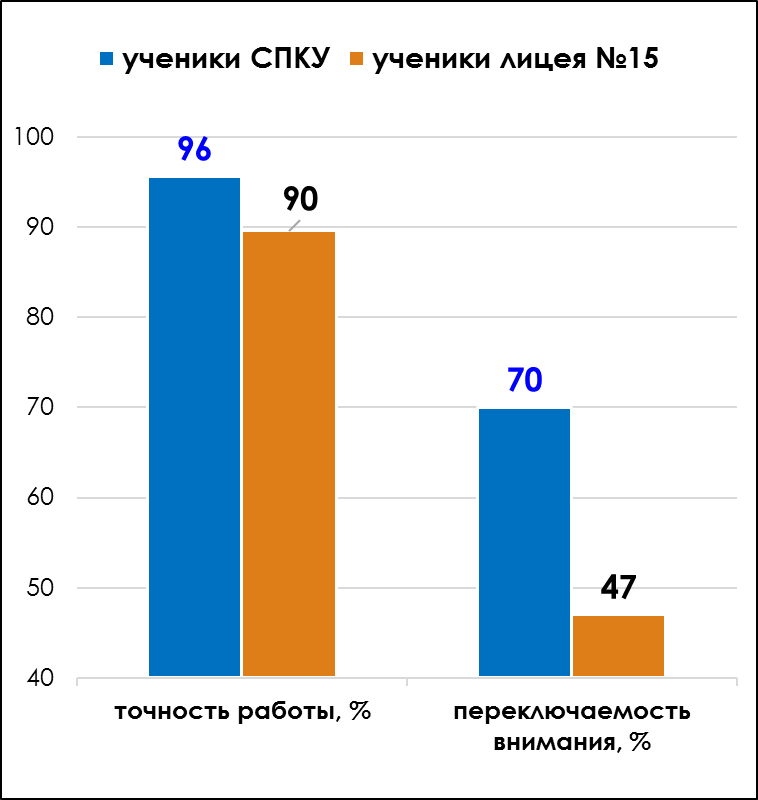 ученики СПКУ ученики лицея №15
100
90
80
70
60
50
40
96
90
70
47
точность работы, %
переключаемость
внимания, %